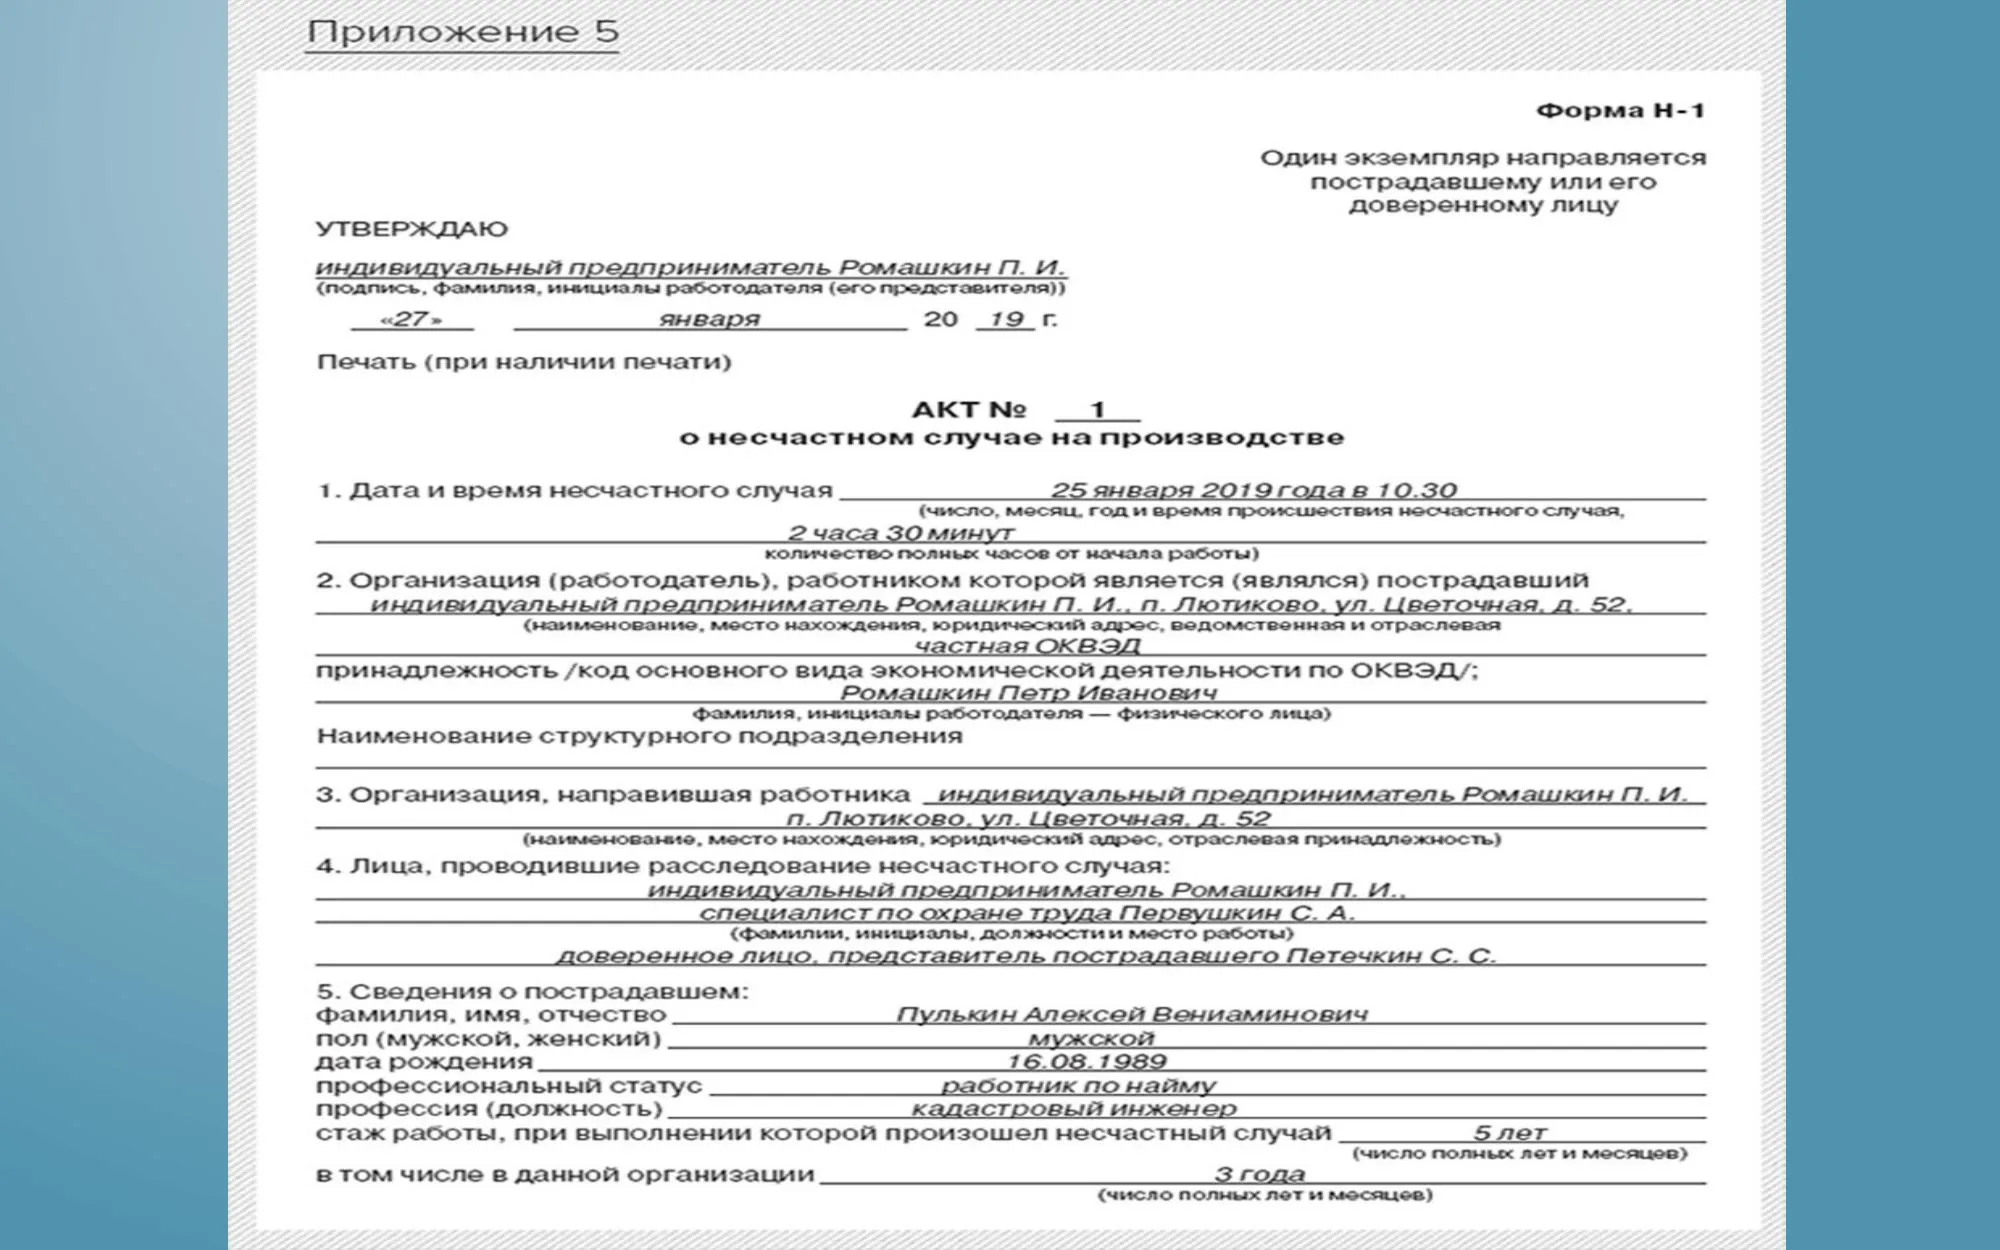 Приложение 5
Форма Н-1
Один экземпляр направляется
пострадавшему или его
доверенному лицу
УТВЕРЖДАЮ
индивидуальный предприниматель Ромашкин П. И.
(подпись, фамилия, инициалы работодателя (его представителя))
«27» января 20 19 г.
Печать (при наличии печати)
АКТ № 1
о несчастном случае на производстве
1. Дата и время несчастного случая 25 января 2019 года в 10.30
(число, месяц, год и время происшествия несчастного случая,
2 часа 30 минут
количество полных часов от начала работы)
2. Организация (работодатель), работником которой является (являлся) пострадавший
индивидуальный предприниматель Ромашкин П. И., п. Лютиково, ул. Цветочная, д. 52,
(наименование, место нахождения, юридический адрес, ведомственная и отраслевая
частная ОКВЭД
принадлежность /код основного вида экономической деятельности по ОКВЭД/;
Ромашкин Петр Иванович
фамилия, инициалы работодателя — физического лица)
Наименование структурного подразделения
3. Организация, направившая работника индивидуальный предприниматель Ромашкин П. И.
п. Лютиково, ул. Цветочная, д. 52
(наименование, место нахождения, юридический адрес, отраслевая принадлежность)
4. Лица, проводившие расследование несчастного случая:
индивидуальный предприниматель Ромашкин П. И.,
специалист по охране труда Первушкин С. А.
(фамилии, инициалы, должности и место работы)
доверенное лицо, представитель пострадавшего Петечкин С. С.
5. Сведения о пострадавшем:
фамилия, имя, отчество Пулькин Алексей Вениаминович
пол (мужской, женский) мужской
дата рождения 16.08.1989
профессиональный статус работник по найму
профессия (должность) кадастровый инженер
стаж работы, при выполнении которой произошел несчастный случай 5 лет
(число полных лет и месяцев)
в том числе в данной организации 3 года
(число полных лет и месяцев)